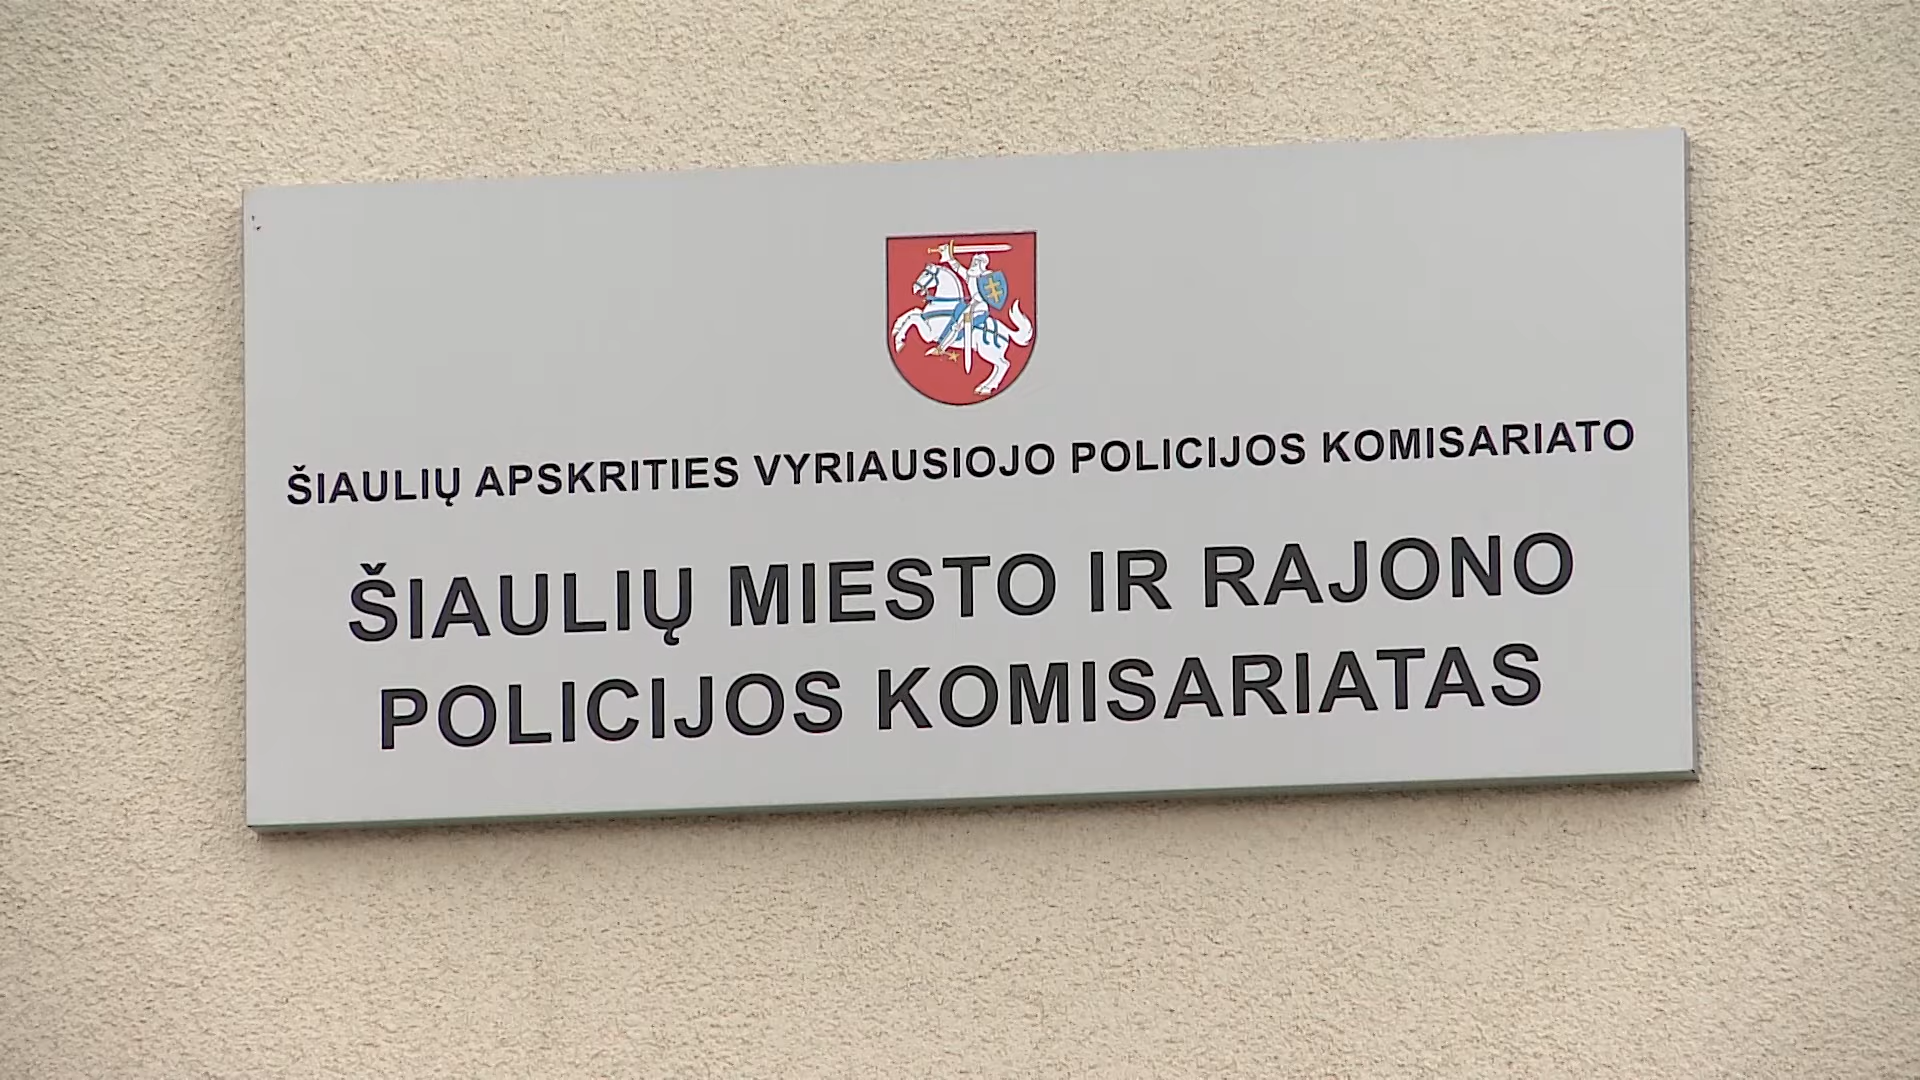 ŠIAULIŲ APSKRITIES VYRIAUSIOJO POLICIJOS KOMISARIATO
ŠIAULIŲ MIESTO IR RAJONO
POLICIJOS KOMISARIATAS